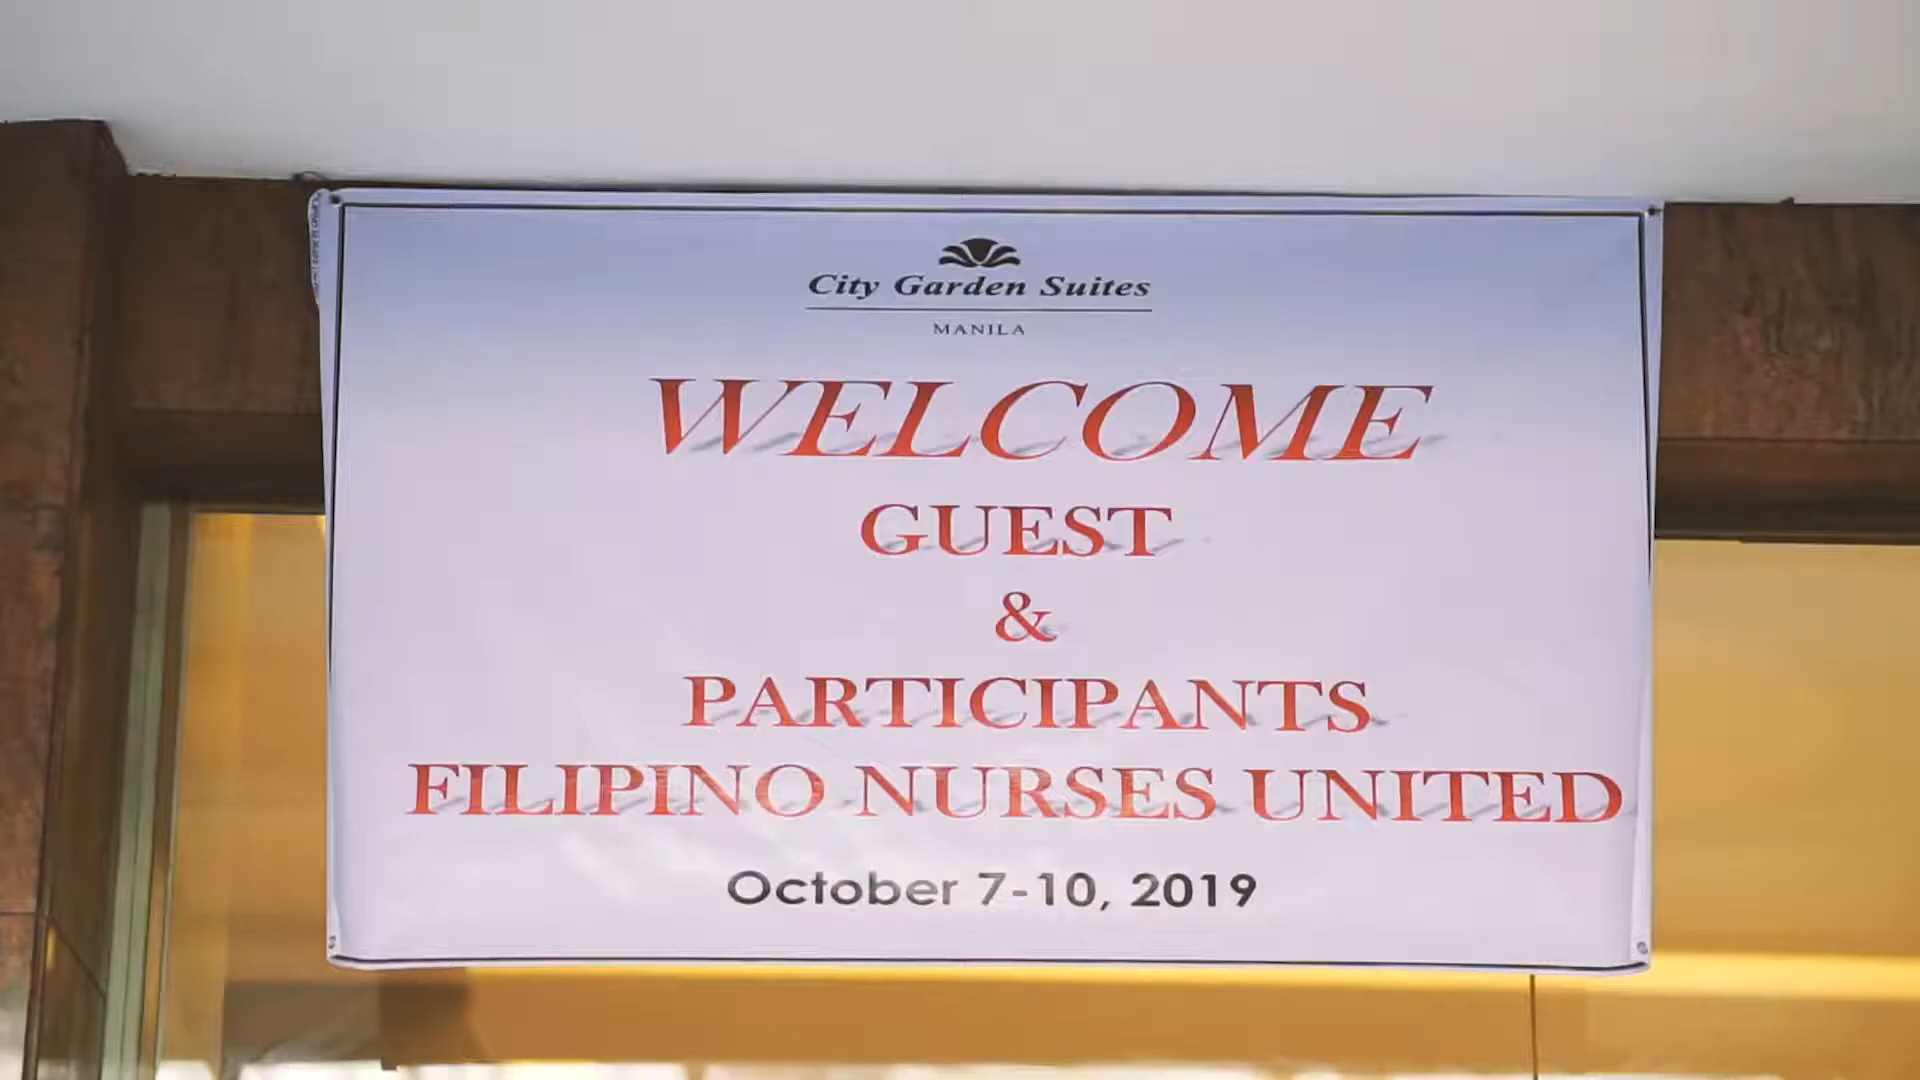 City Garden Suites
MANILA
WELCOME
GUEST
&
PARTICIPANTS
FILIPINO NURSES UNITED
October 7-10, 2019